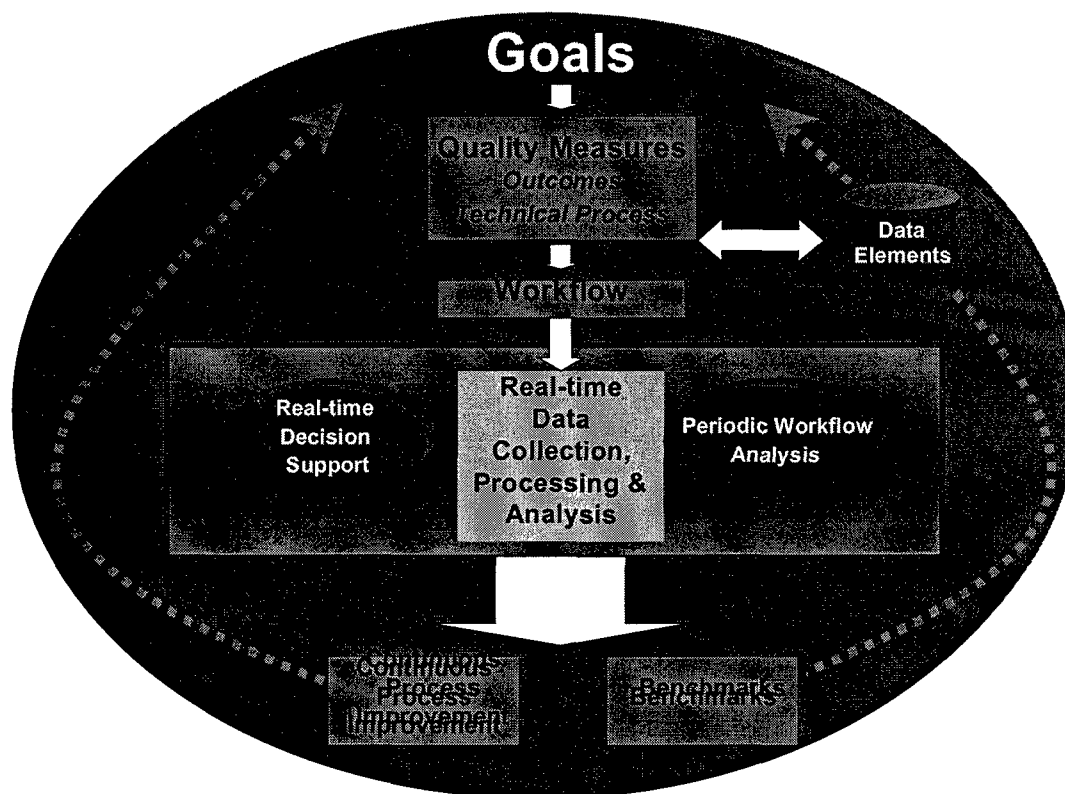 Goals
Quality Measures
Outcomes
Technical Process
Data
Elements
Workflow
Real-time
Decision
Support
Real-time
Data
Collection,
Processing &
Analysis
Periodic Workflow
Analysis
Continuous
Process
Improvement
Benchmarks